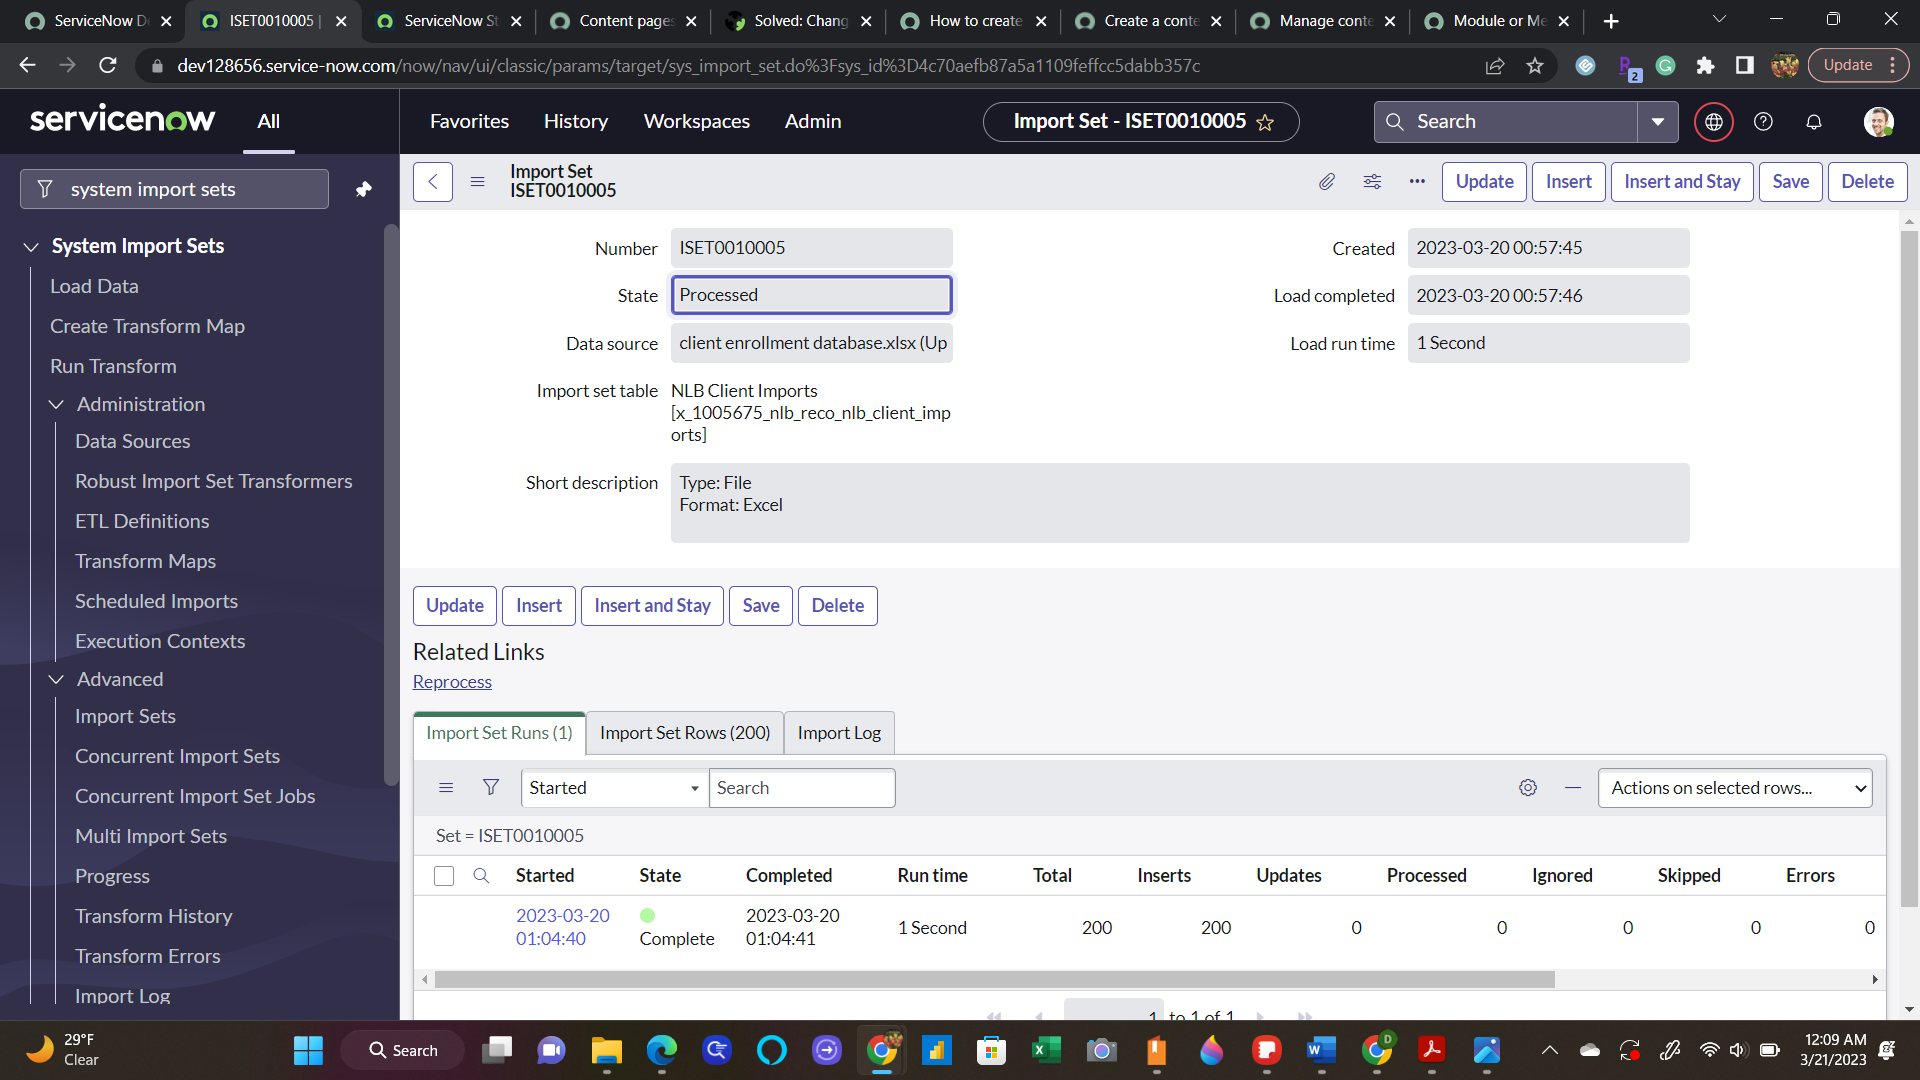 ServiceNow De
ISET0010005 |
ServiceNow St
Content pages
Solved: Chang
How to create
Create a conte
Manage conte
Module or Me
dev128656.service-now.com/now/nav/ui/classic/params/target/sys_import_set.do%3Fsys_id%3D4c70aefb87a5a1109feffcc5dabb357c
2
Update
servicenow
All
Favorites
History
Workspaces
Admin
Import Set - ISET0010005
Search
system import sets
Import Set
ISET0010005
Update
Insert
Insert and Stay
Save
Delete
System Import Sets
Load Data
Create Transform Map
Run Transform
Administration
Data Sources
Robust Import Set Transformers
ETL Definitions
Transform Maps
Scheduled Imports
Execution Contexts
Advanced
Import Sets
Concurrent Import Sets
Concurrent Import Set Jobs
Multi Import Sets
Progress
Transform History
Transform Errors
Import Log
Number
ISET0010005
State
Processed
Data source
client enrollment database.xlsx (Up
Import set table
NLB Client Imports
[x_1005675_nlb_reco_nlb_client_imp
orts]
Created
2023-03-20 00:57:45
Load completed
2023-03-20 00:57:46
Load run time
1 Second
Short description
Type: File
Format: Excel
Update
Insert
Insert and Stay
Save
Delete
Related Links
Reprocess
Import Set Runs (1)
Import Set Rows (200)
Import Log
Started
Search
Actions on selected rows...
Set = ISET0010005
Started State Completed Run time Total Inserts Updates Processed Ignored Skipped Errors
2023-03-20
01:04:40
Complete
2023-03-20
01:04:41
1 Second
200
200
0
0
0
0
0
1 to 1 of 1
29°F
Clear
Search
D
12:09 AM
3/21/2023